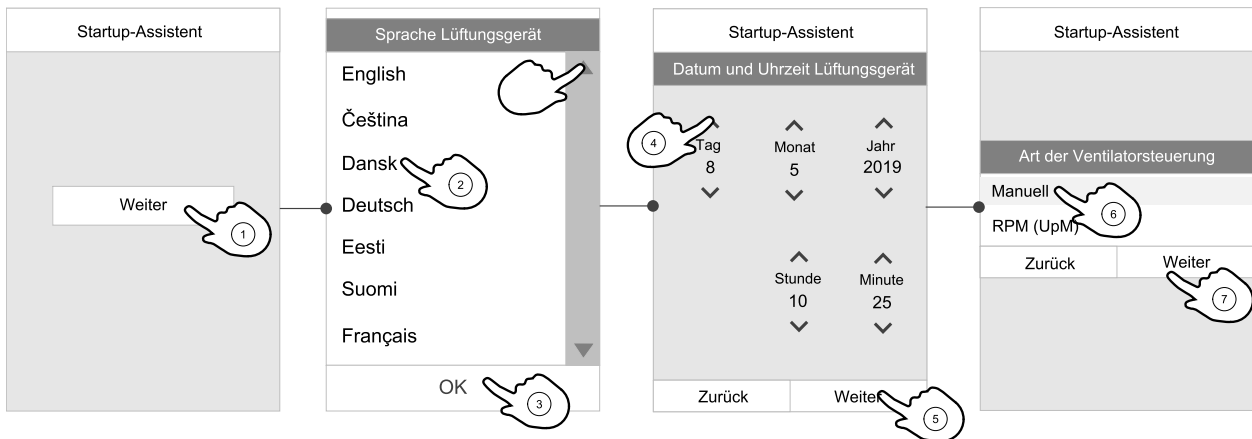 Startup-Assistent
Weiter
1
Sprache Lüftungsgerät
English
Čeština
Dansk
2
Deutsch
Eesti
Suomi
Français
OK
3
Startup-Assistent
Datum und Uhrzeit Lüftungsgerät
4
Tag Monat Jahr
8 5 2019
Stunde Minute
10 25
Zurück Weiter
5
Startup-Assistent
Art der Ventilatorsteuerung
Manuell
6
RPM (UpM)
Zurück Weiter
7